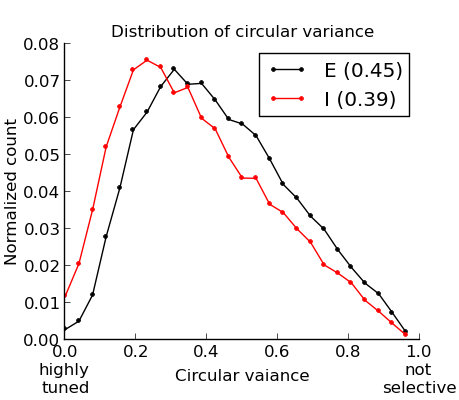 Distribution of circular variance
0.08
0.07
0.06
0.05
0.04
0.03
0.02
0.01
0.00
Normalized count
E (0.45)
I (0.39)
0.0 0.2 0.4 0.6 0.8 1.0
highly
tuned
not
selective
Circular vaiance